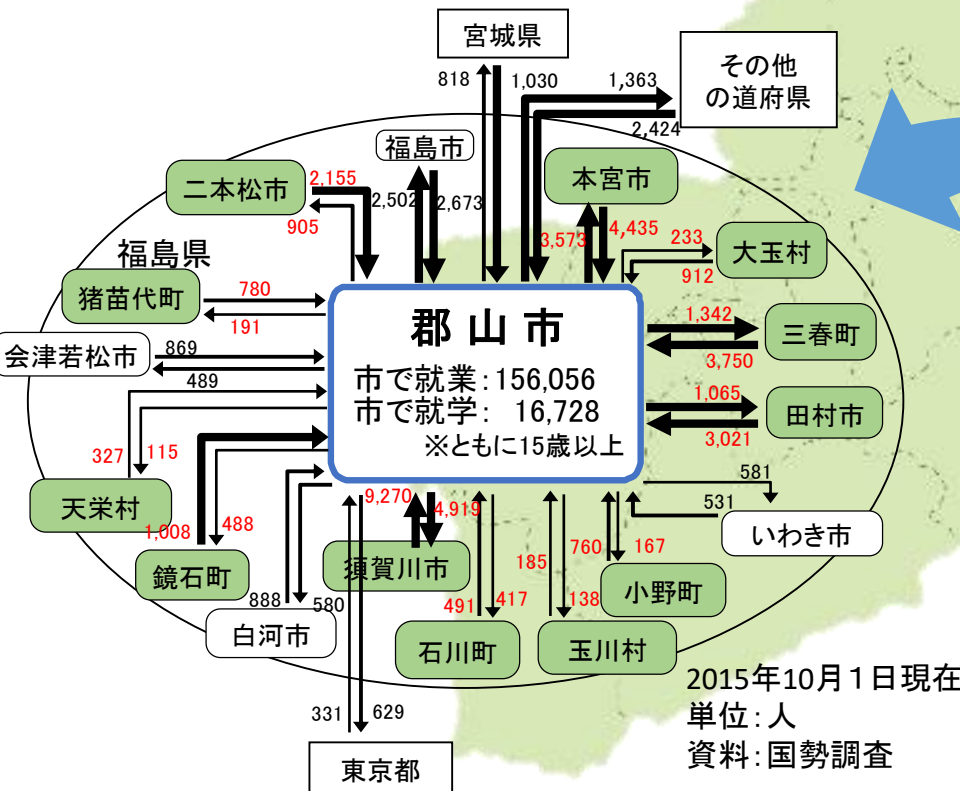 宮城県
818
1,030
1,363
その他
の道府県
2,424
福島市
2,502
2,673
二本松市
2,155
905
本宮市
3,573
4,435
233
912
大玉村
福島県
猪苗代町
780
191
会津若松市
869
489
郡山市
市で就業:156,056
市で就学: 16,728
※ともに15歳以上
1,342
三春町
3,750
1,065
田村市
3,021
327
115
天栄村
1,008
488
鏡石町
888
580
白河市
9,270
4,919
須賀川市
491
417
石川町
185
138
玉川村
760
167
小野町
581
531
いわき市
331
629
東京都
2015年10月1日現在
単位:人
資料:国勢調査